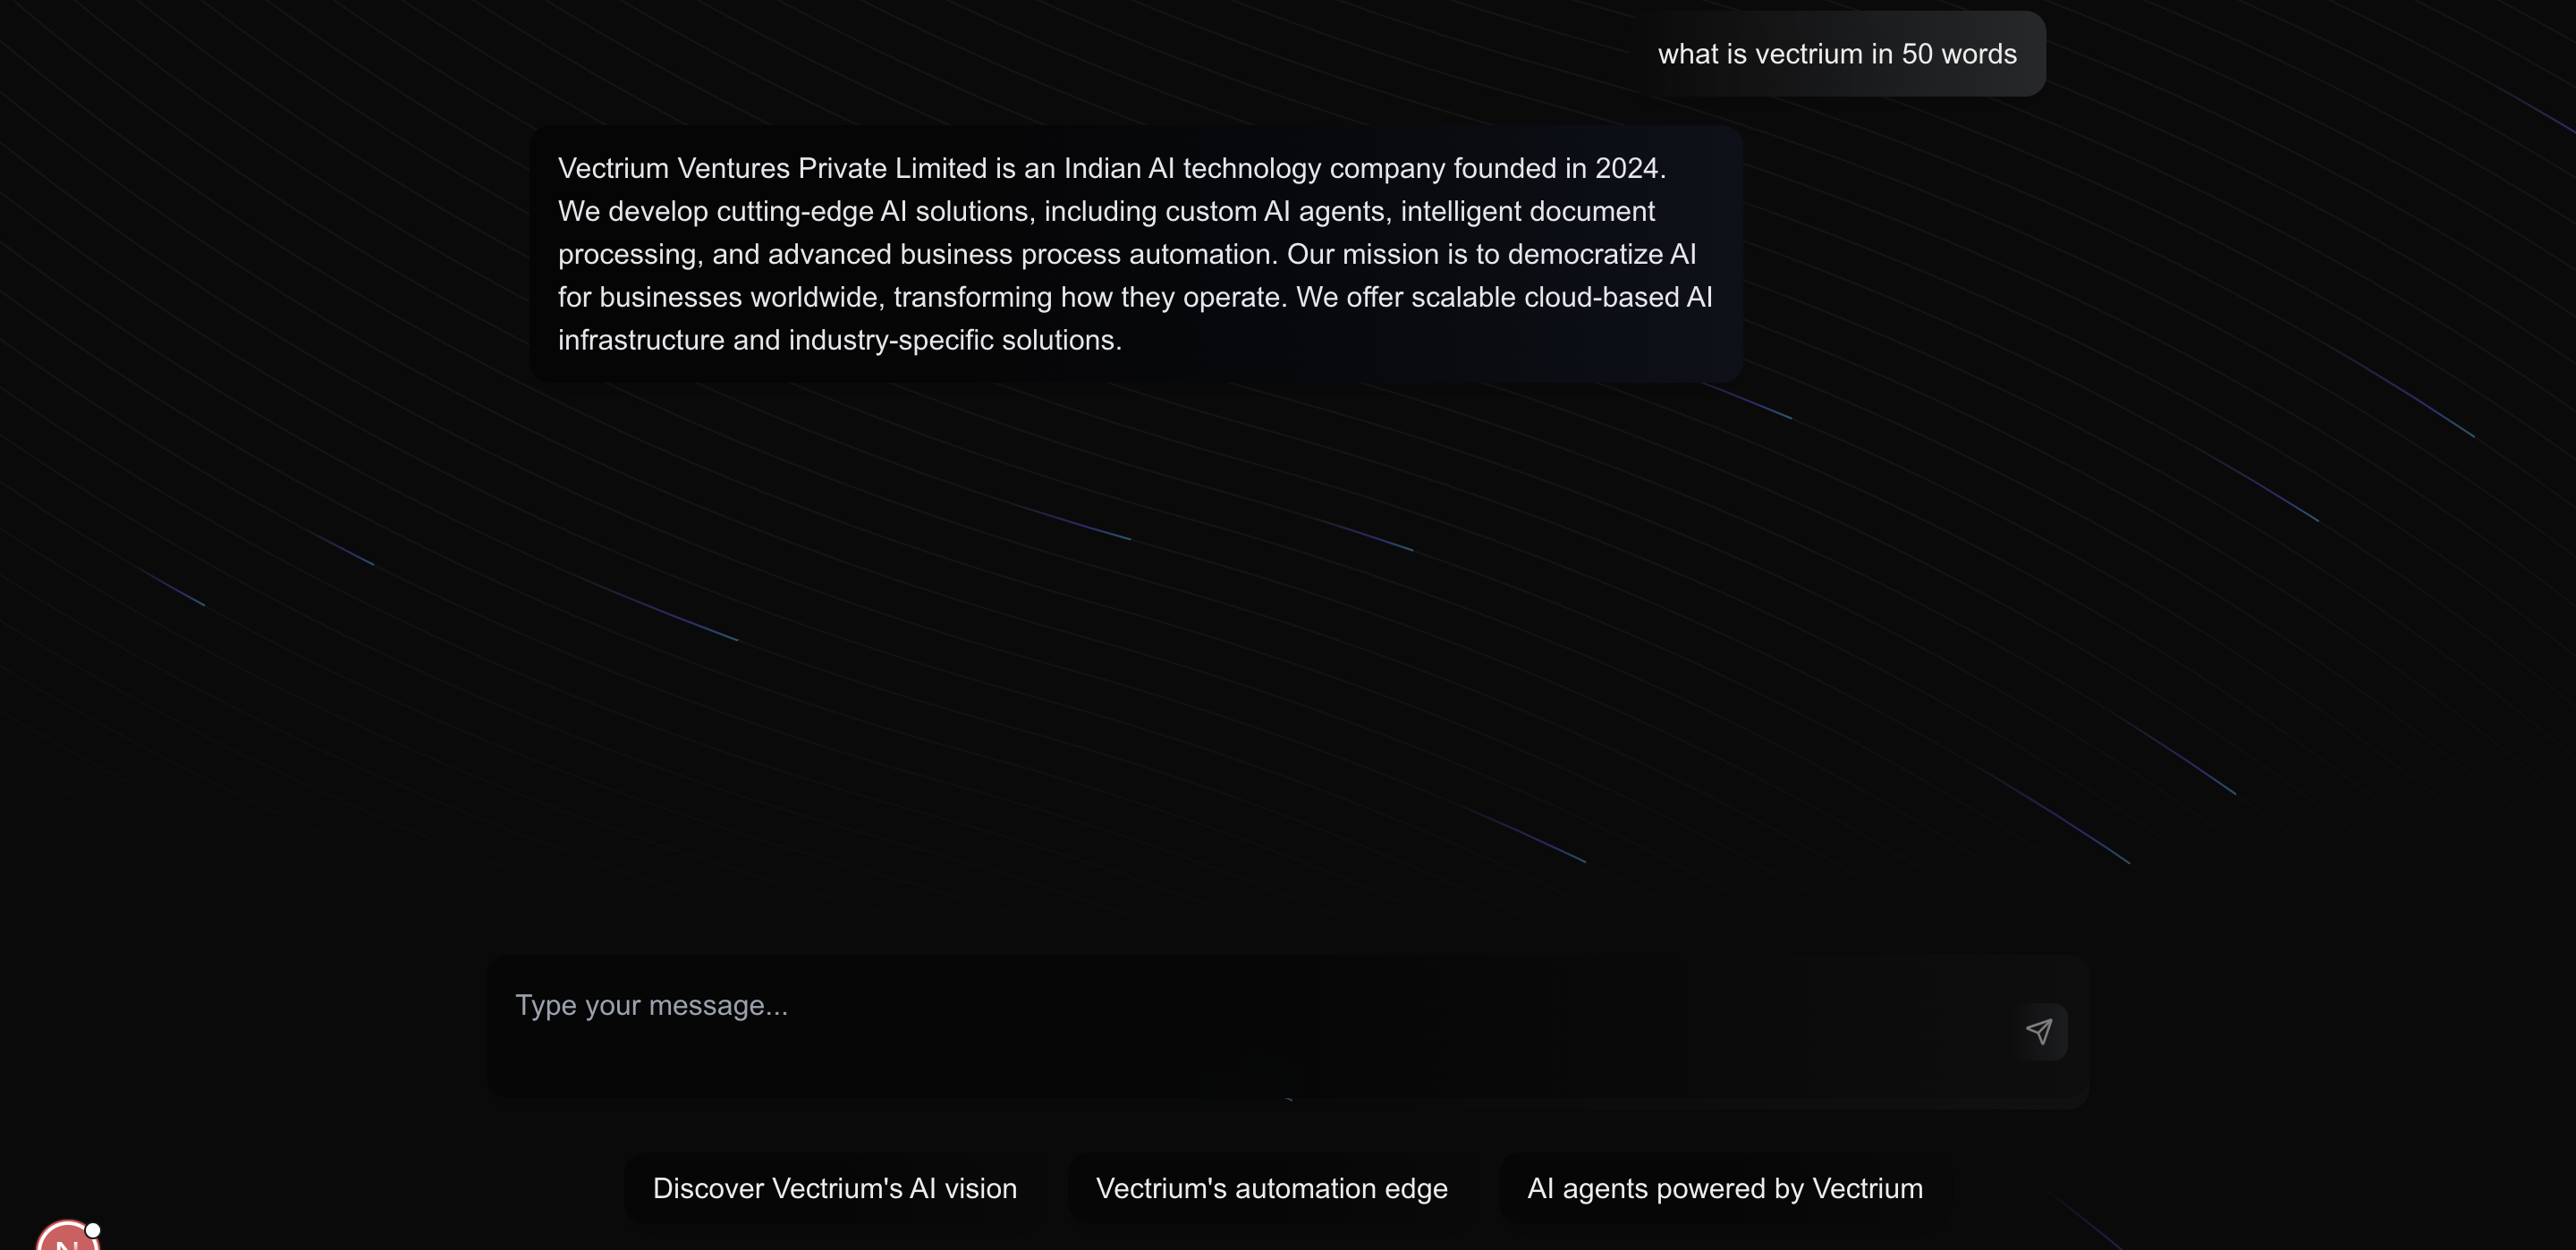 what is vectrium in 50 words
Vectrium Ventures Private Limited is an Indian AI technology company founded in 2024.
We develop cutting-edge AI solutions, including custom AI agents, intelligent document
processing, and advanced business process automation. Our mission is to democratize AI
for businesses worldwide, transforming how they operate. We offer scalable cloud-based AI
infrastructure and industry-specific solutions.
Type your message...
Discover Vectrium's AI vision
Vectrium's automation edge
AI agents powered by Vectrium